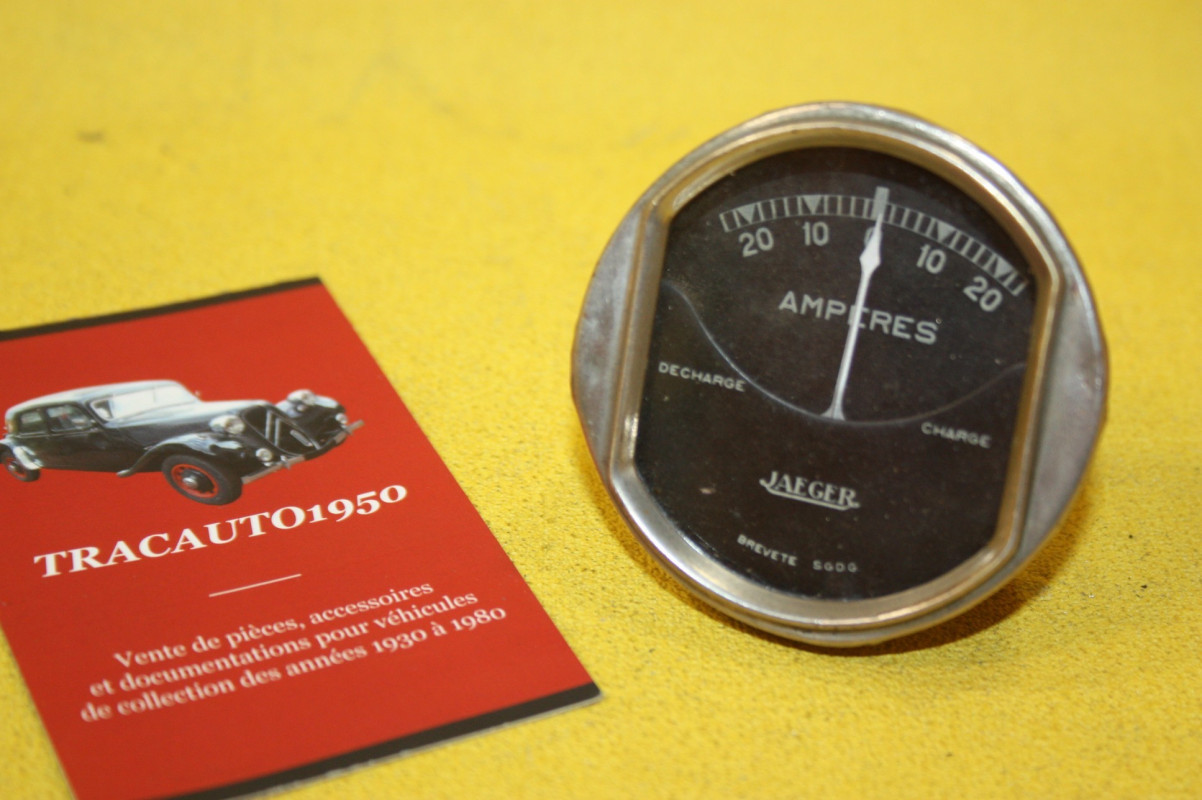 TRACAUTO1950
Vente de pièces, accessoires
et documentations pour véhicules
de collection des années 1930 à 1980
20 10 0 10 20
AMPERES
DECHARGE
CHARGE
JAEGER
BREVETE SGDG